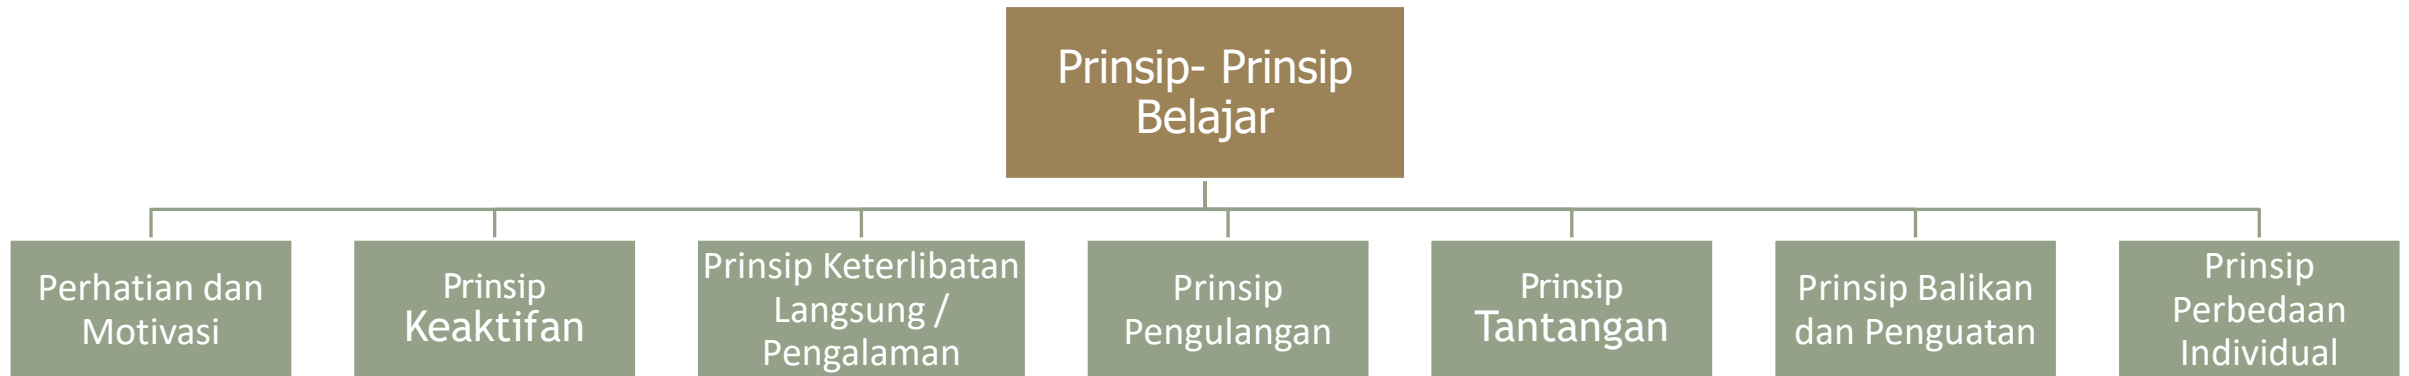 Prinsip- Prinsip
Belajar
Perhatian dan
Motivasi
Prinsip
Keaktifan
Prinsip Keterlibatan
Langsung /
Pengalaman
Prinsip
Pengulangan
Prinsip
Tantangan
Prinsip Balikan
dan Penguatan
Prinsip
Perbedaan
Individual